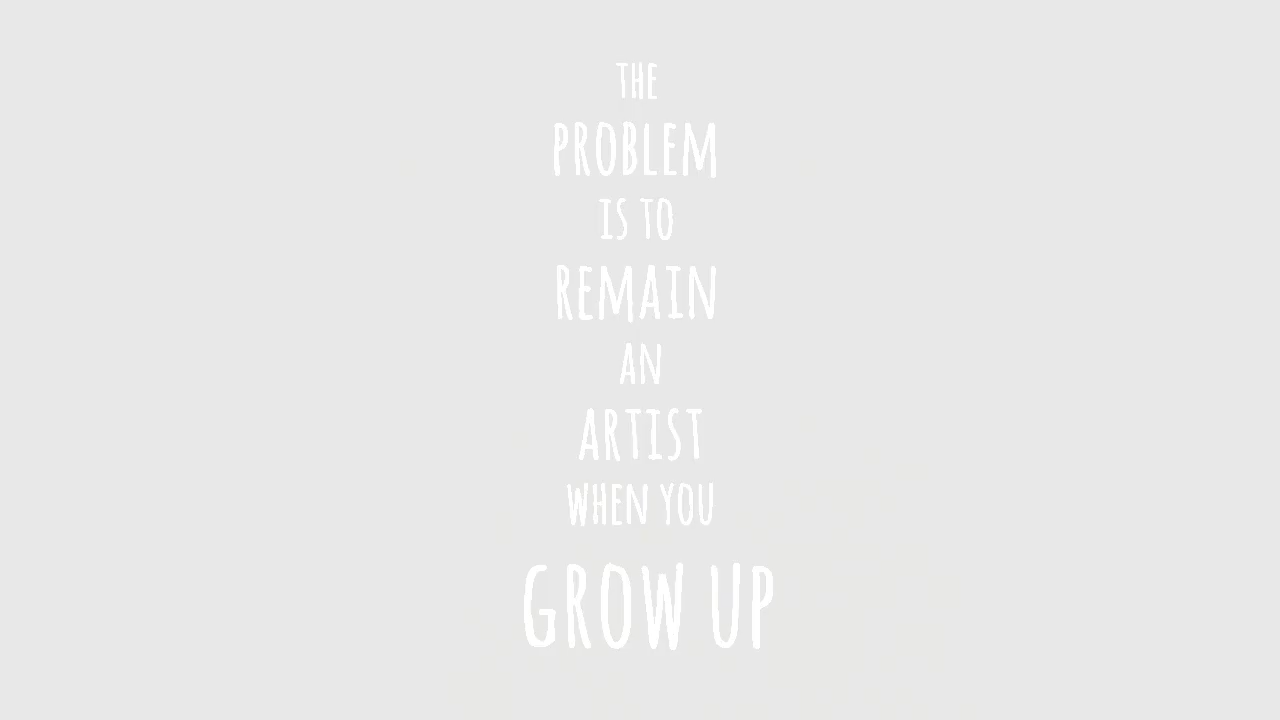 THE
PROBLEM
IS TO
REMAIN
AN
ARTIST
WHEN YOU
GROW UP